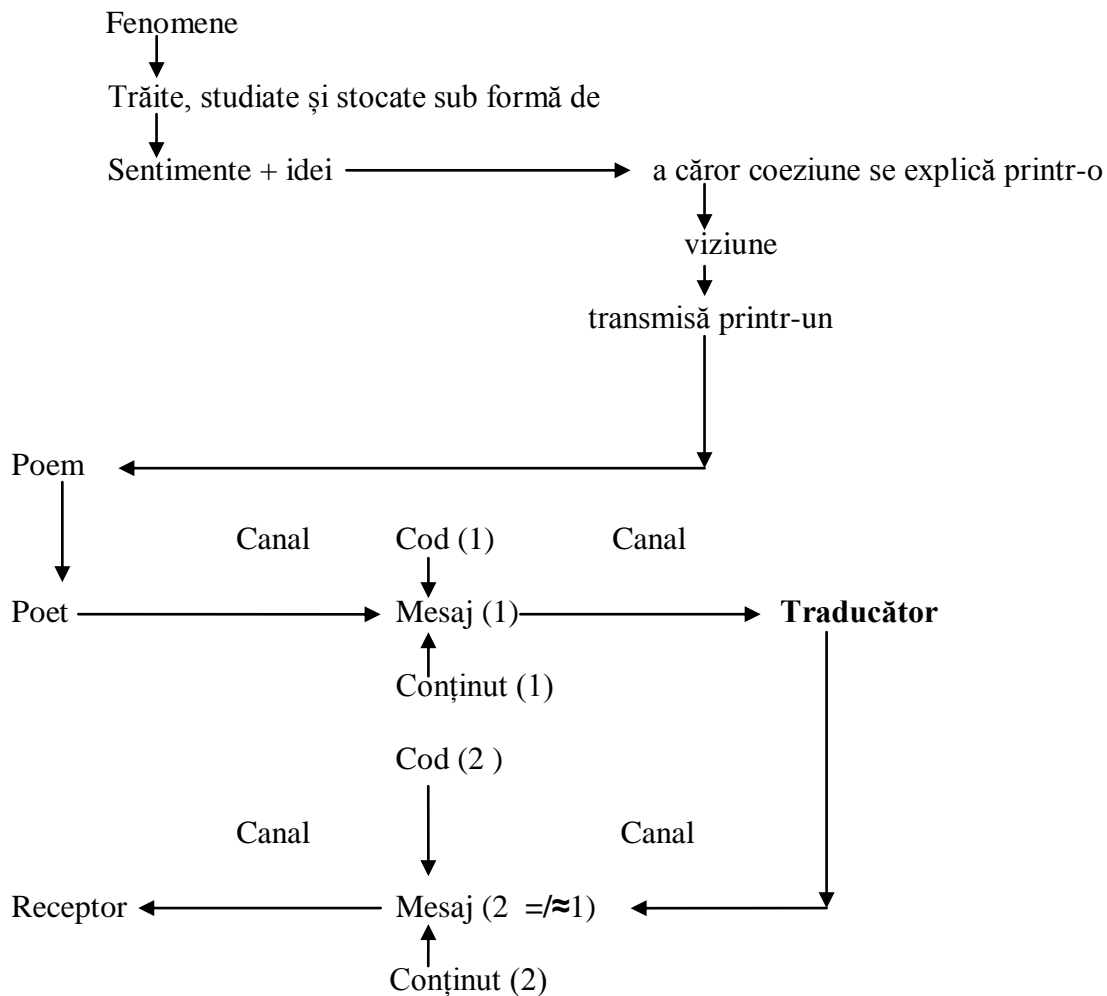 Fenomene
Trăite, studiate și stocate sub formă de
Sentimente + idei a căror coeziune se explică printr-o
viziune
transmisă printr-un
Poem
Canal Cod (1) Canal
Poet Mesaj (1) Traducător
Conținut (1)
Cod (2 )
Canal Canal
Receptor Mesaj (2 =/≈1)
Conținut (2)